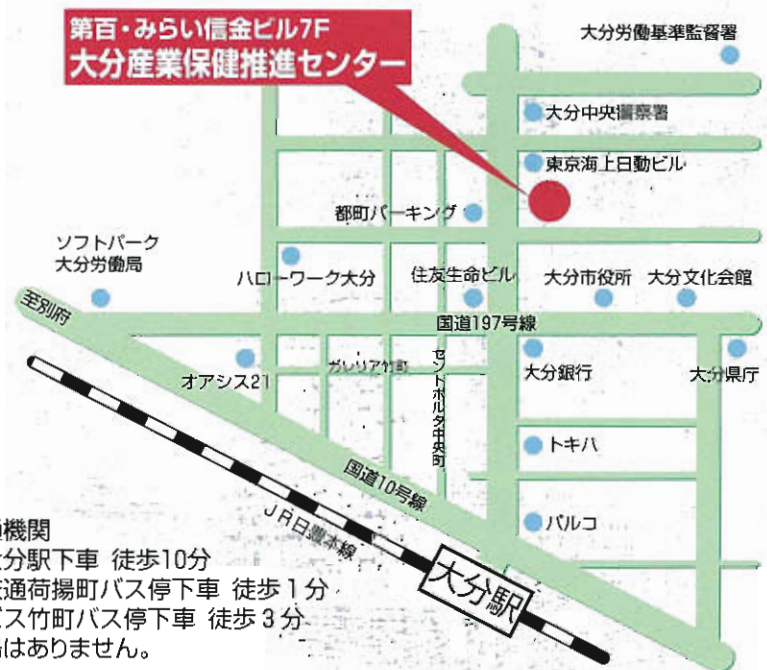 第百・みらい信金ビル7F
大分産業保健推進センター
大分労働基準監督署
大分中央警察署
東京海上日動ビル
都町パーキング
ソフトパーク
大分労働局
ハローワーク大分
住友生命ビル
大分市役所
大分文化会館
至別府
国道197号線
オアシス21
ガレリア竹町
セントポルタ中央町
大分銀行
大分県庁
トキハ
国道10号線
JR日豊本線
パルコ
大分駅
機関
分駅下車 徒歩10分
通荷揚町バス停下車 徒歩1分
ス竹町バス停下車 徒歩3分
はありません。